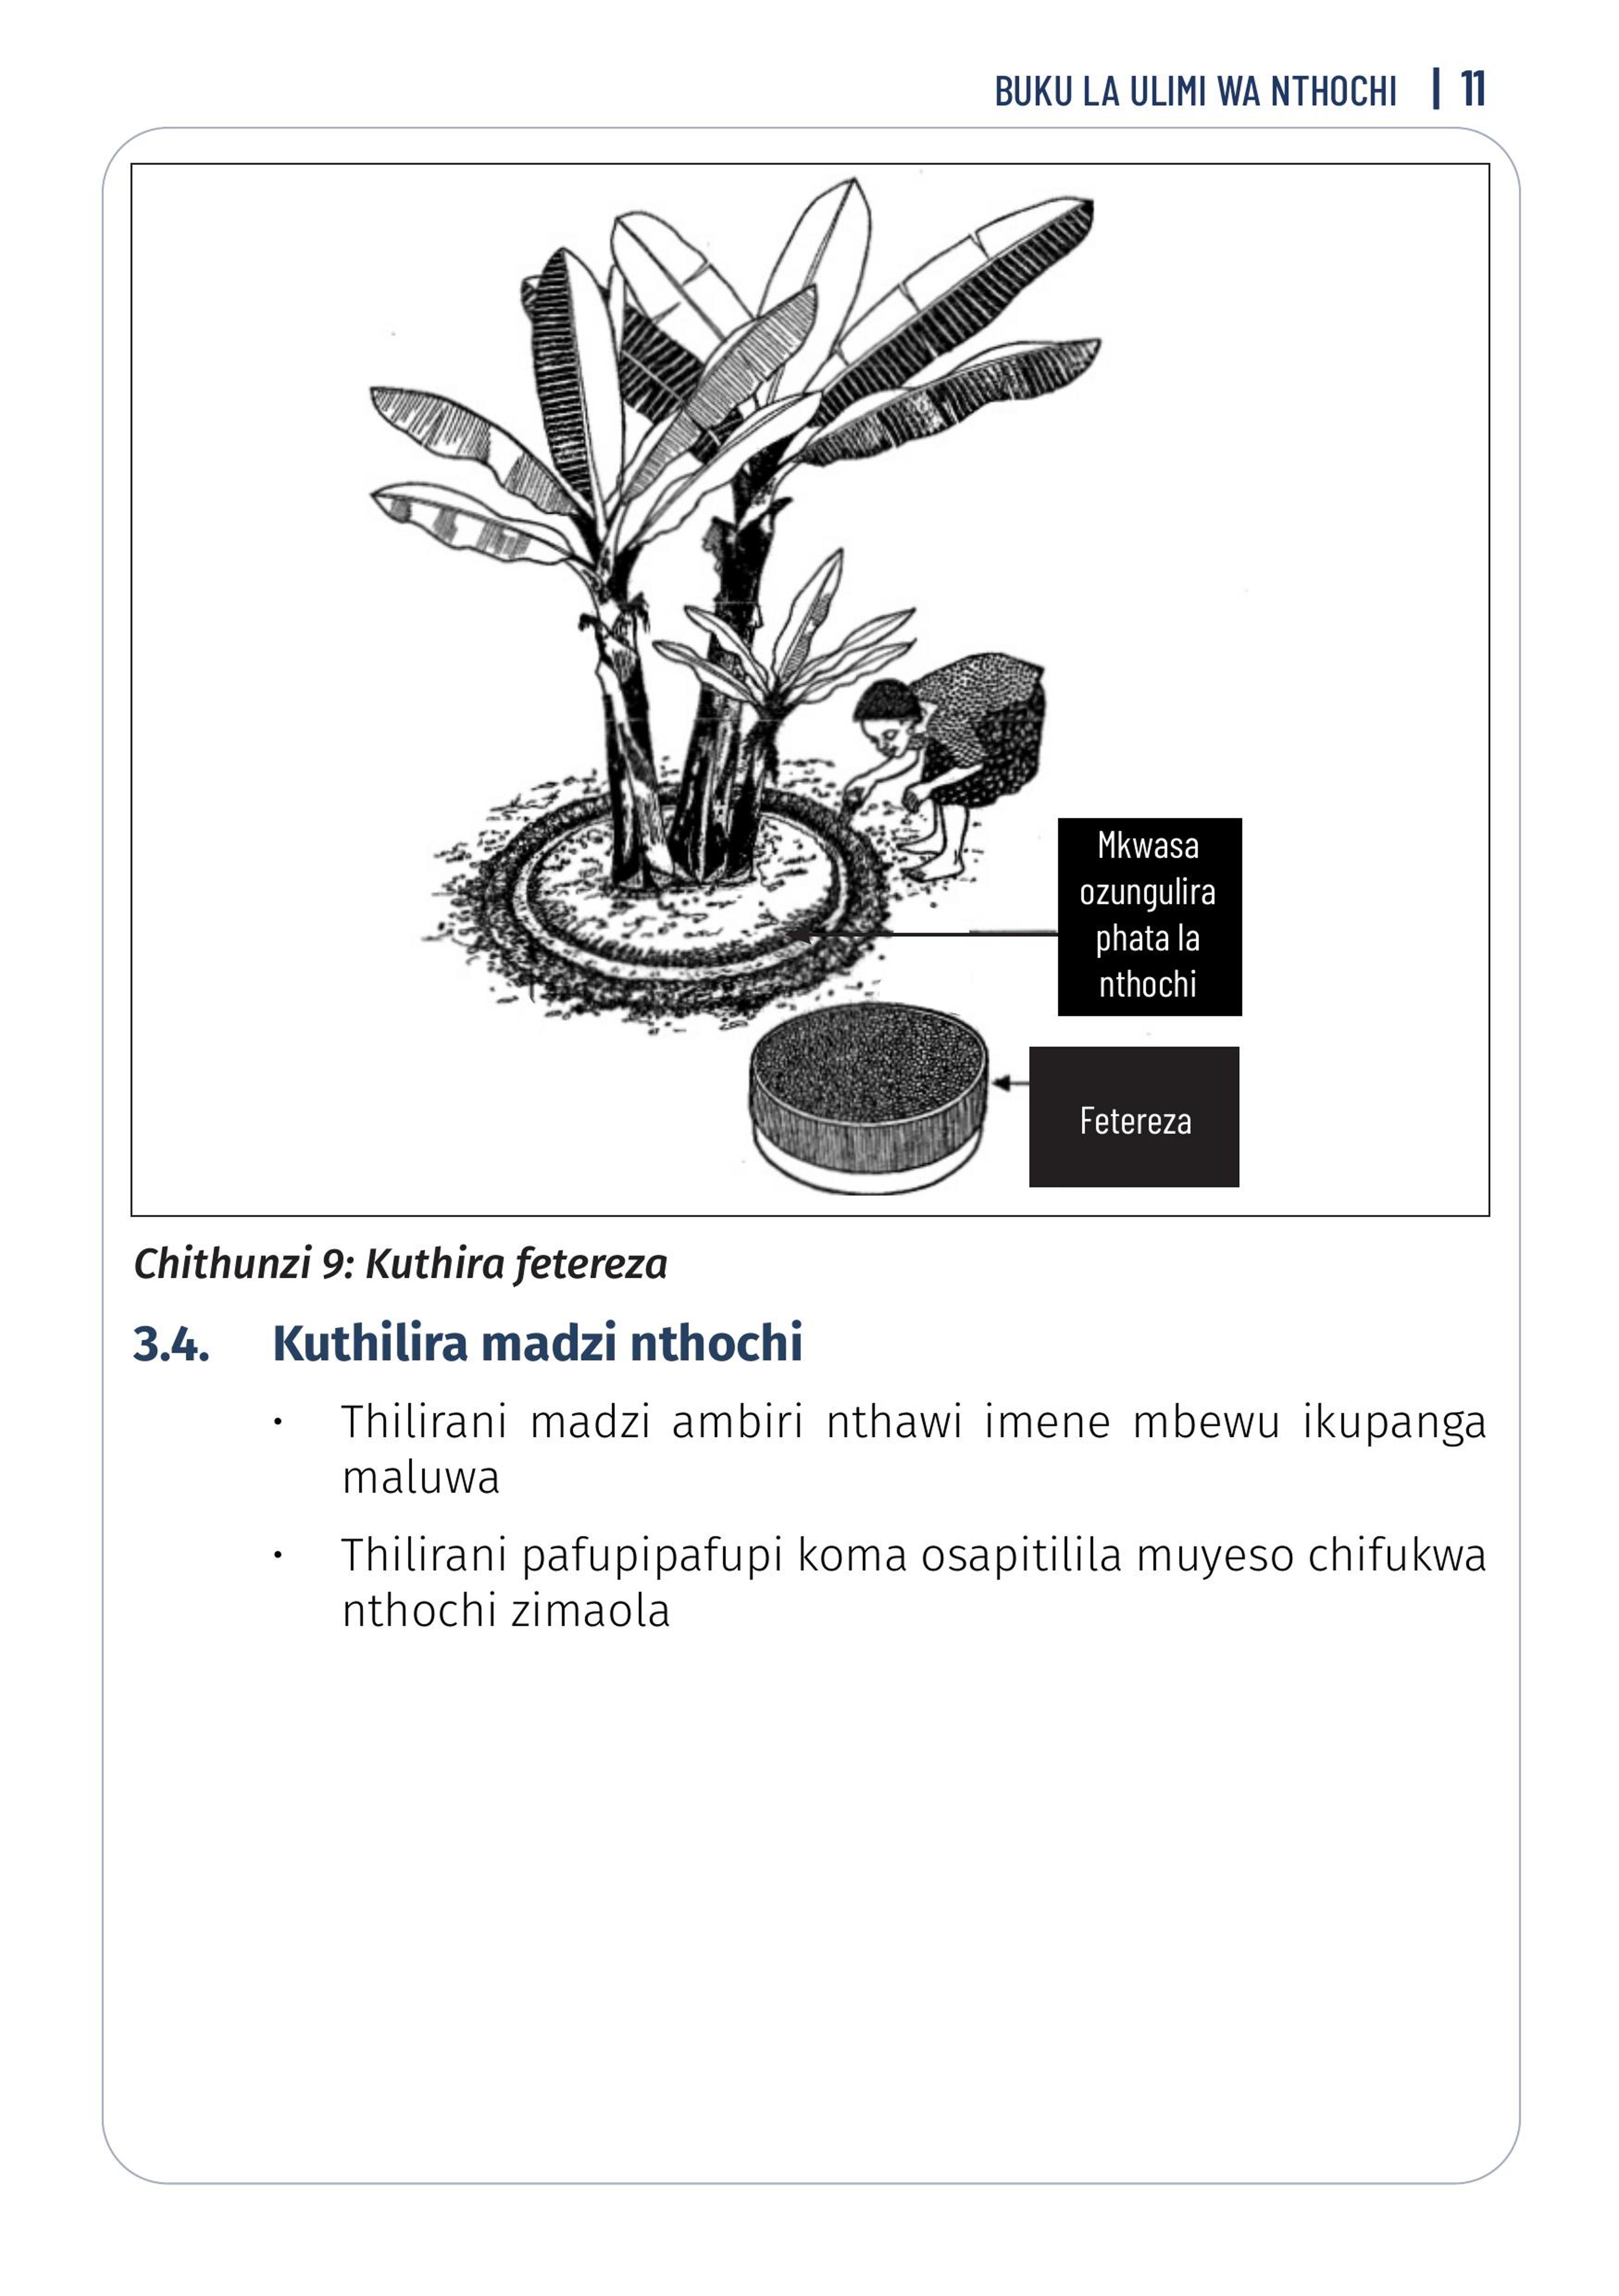 BUKU LA ULIMI WA NTHOCHI | 11
Mkwasa
ozungulira
phata la
nthochi
Fetereza
Chithunzi 9: Kuthira fetereza
3.4. Kuthilira madzi nthochi
• Thilirani madzi ambiri nthawi imene mbewu ikupanga
maluwa
• Thilirani pafupipafupi koma osapitilila muyeso chifukwa
nthochi zimaola